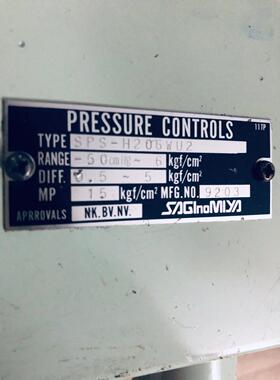 11TP
PRESSURE CONTROLS
TYPE SPS-H206WU2
RANGE -50cmHg ~ 6 kgf/cm²
DIFF. 0.5 ~ 5 kgf/cm²
MP 15 kgf/cm² MFG.NO. 9203
APRROVALS NK.BV.NV. SAGInoMIYA